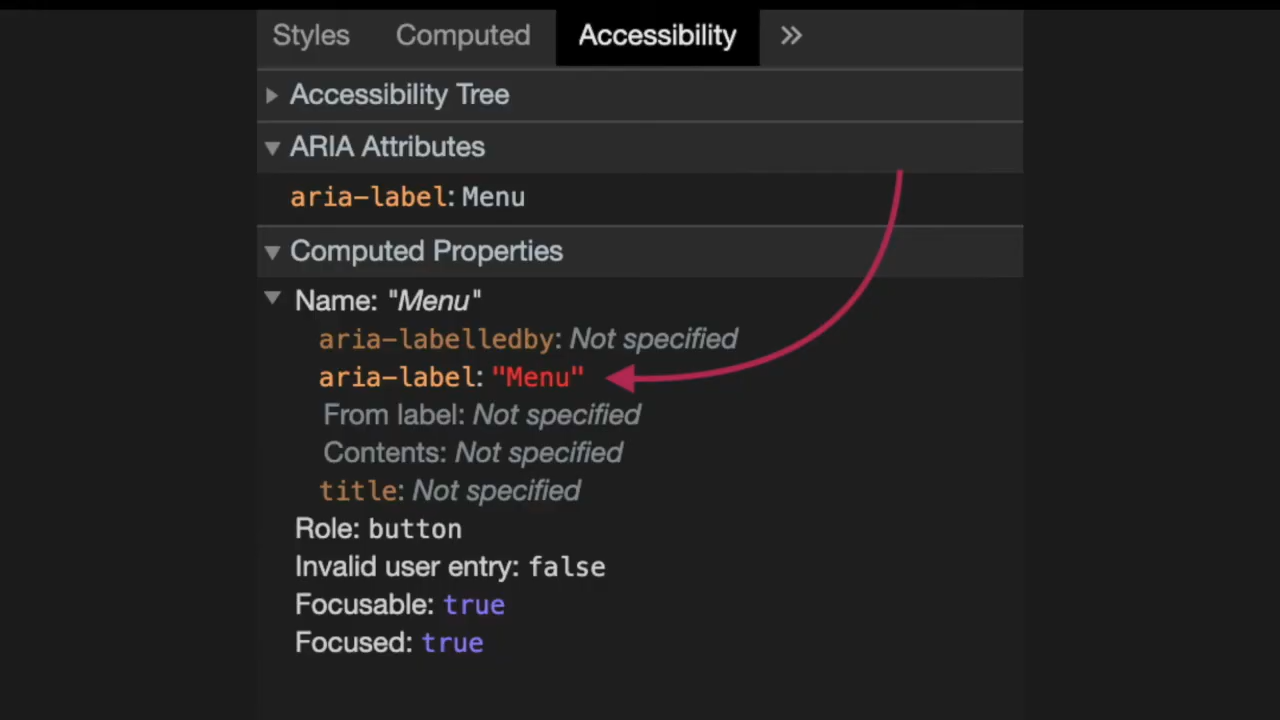 Styles Computed Accessibility »
Accessibility Tree
ARIA Attributes
aria-label: Menu
Computed Properties
Name: "Menu"
aria-labelledby: Not specified
aria-label: "Menu"
From label: Not specified
Contents: Not specified
title: Not specified
Role: button
Invalid user entry: false
Focusable: true
Focused: true